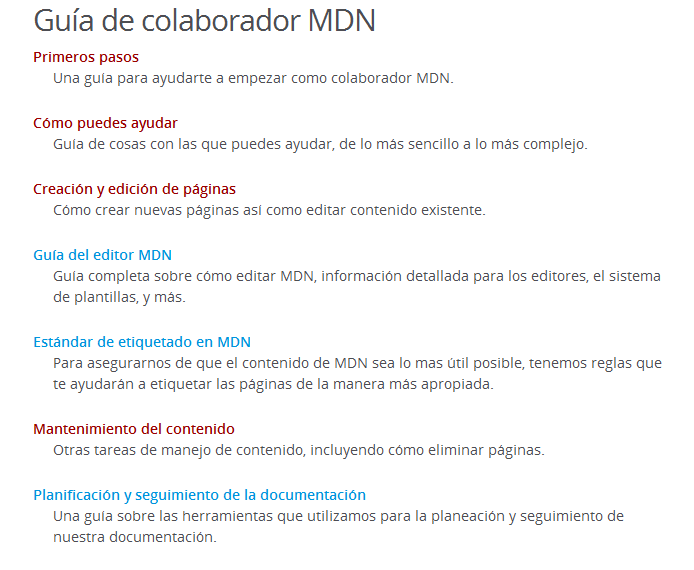 Guía de colaborador MDN
Primeros pasos
Una guía para ayudarte a empezar como colaborador MDN.
Cómo puedes ayudar
Guía de cosas con las que puedes ayudar, de lo más sencillo a lo más complejo.
Creación y edición de páginas
Cómo crear nuevas páginas así como editar contenido existente.
Guía del editor MDN
Guía completa sobre cómo editar MDN, información detallada para los editores, el sistema
de plantillas, y más.
Estándar de etiquetado en MDN
Para asegurarnos de que el contenido de MDN sea lo mas útil posible, tenemos reglas que
te ayudarán a etiquetar las páginas de la manera más apropiada.
Mantenimiento del contenido
Otras tareas de manejo de contenido, incluyendo cómo eliminar páginas.
Planificación y seguimiento de la documentación
Una guía sobre las herramientas que utilizamos para la planeación y seguimiento de
nuestra documentación.